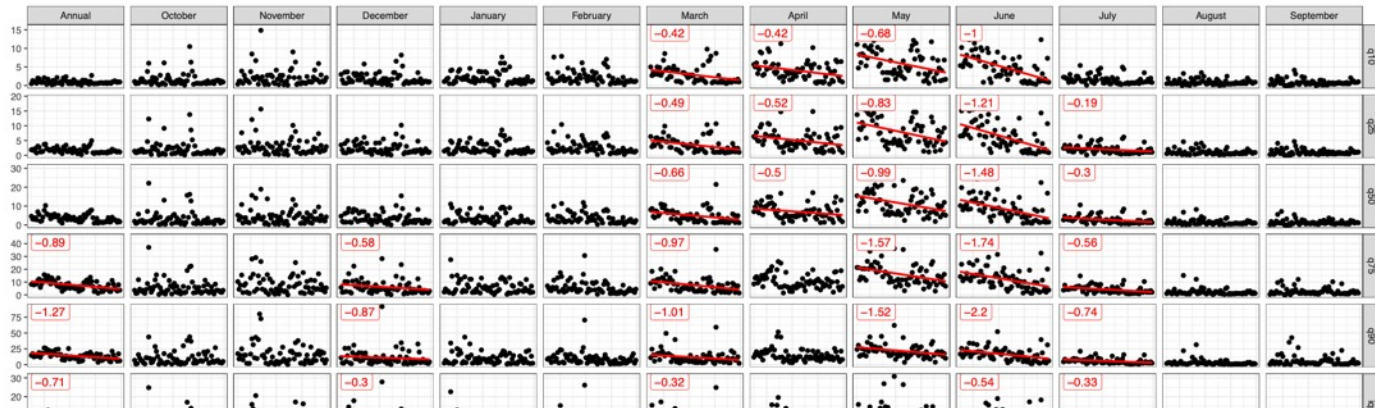 Annual October November December January February March April May June July August September
15 10 5 0 −0.42 −0.42 −0.68 −1 q10
20 15 10 5 0 −0.49 −0.52 −0.83 −1.21 −0.19 q25
30 20 10 0 −0.66 −0.5 −0.99 −1.48 −0.3 q50
40 30 20 10 0 −0.89 −0.58 −0.97 −1.57 −1.74 −0.56 q75
75 50 25 0 −1.27 −0.87 −1.01 −1.52 −2.2 −0.74 q90
30 20 −0.71 −0.3 −0.32 −0.54 −0.33